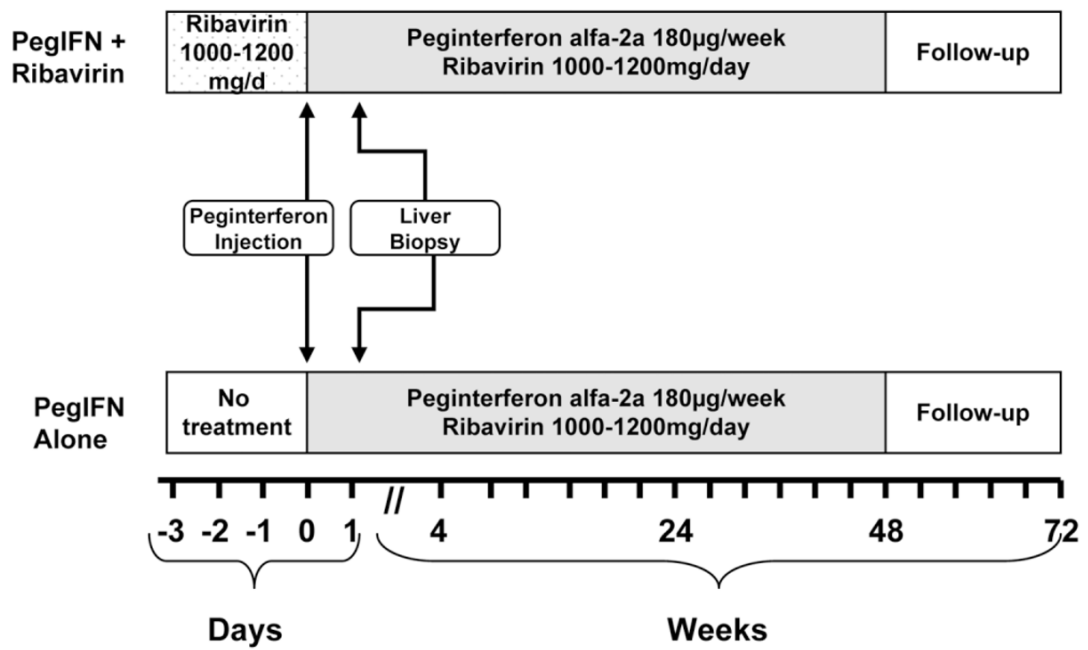 PegIFN +
Ribavirin
Ribavirin
1000-1200
mg/d
Peginterferon alfa-2a 180µg/week
Ribavirin 1000-1200mg/day
Follow-up
Peginterferon
Injection
Liver
Biopsy
PegIFN
Alone
No
treatment
Peginterferon alfa-2a 180µg/week
Ribavirin 1000-1200mg/day
Follow-up
-3 -2 -1 0 1 // 4 24 48 72
Days Weeks